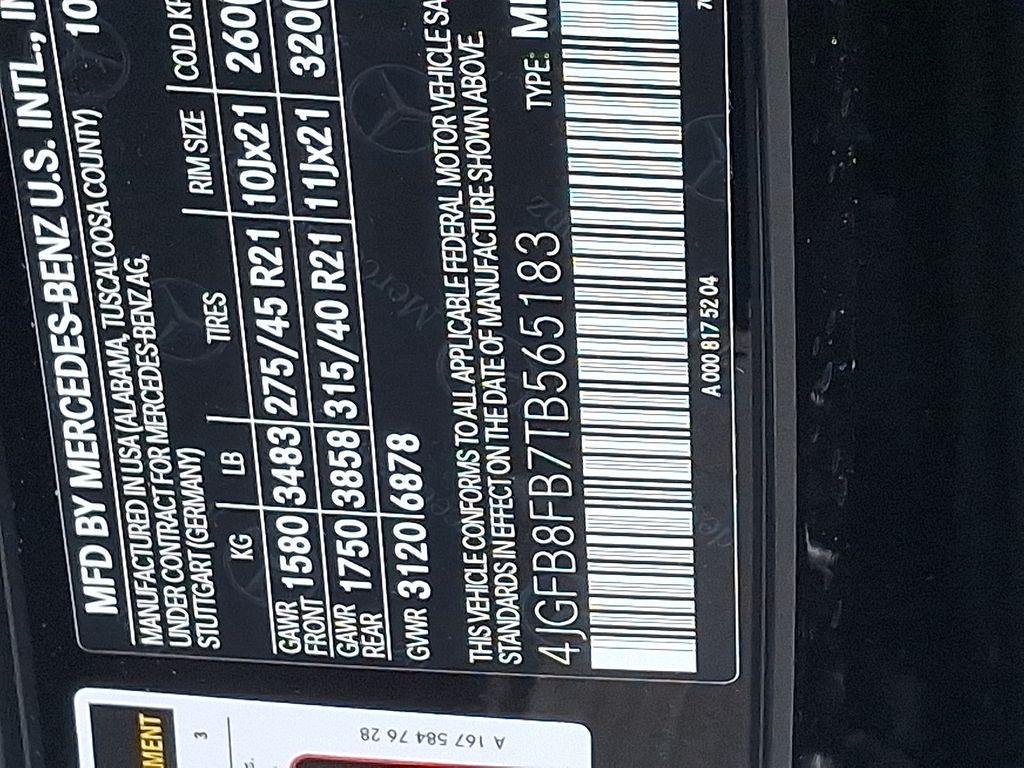 MFD BY MERCEDES-BENZ U.S. INTL.,
10
MANUFACTURED IN USA (ALABAMA, TUSCALOOSA COUNTY)
UNDER CONTRACT FOR MERCEDES-BENZ AG,
STUTTGART (GERMANY)
KG LB TIRES RIM SIZE COLD
GAWR FRONT 1580 3483 275/45 R21 10Jx21 260
GAWR REAR 1750 3858 315/40 R21 11Jx21 320
GVWR 3120 6878
THIS VEHICLE CONFORMS TO ALL APPLICABLE FEDERAL MOTOR VEHICLE
STANDARDS IN EFFECT ON THE DATE OF MANUFACTURE SHOWN ABOVE.
4JGFB8FB7TB565183 TYPE:
A 000 817 52 04
MENT
3
A 167 584 76 28